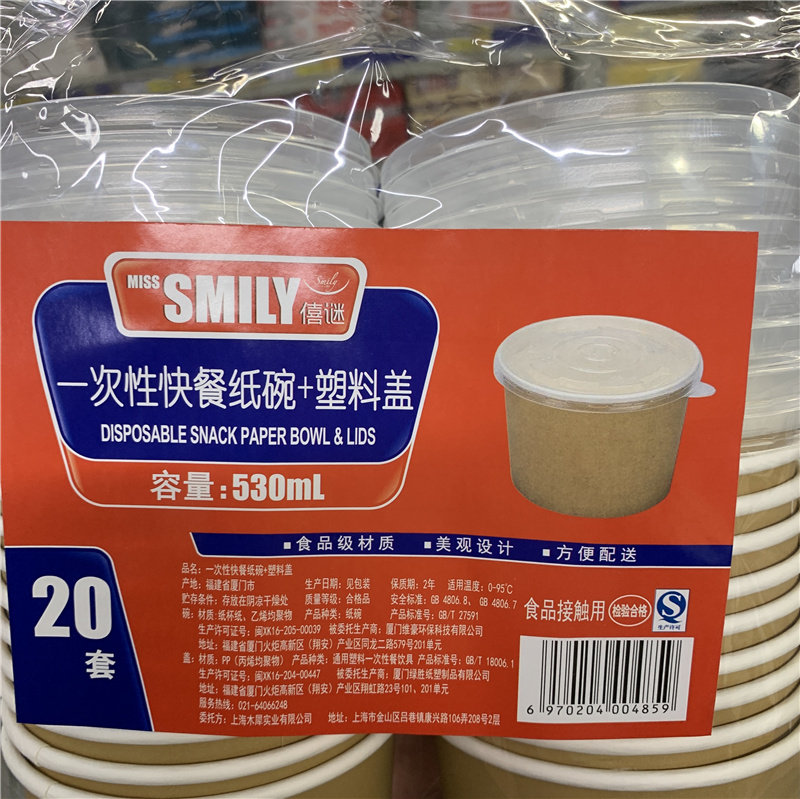 MISS SMILY Smily 僖谜
一次性快餐纸碗+塑料盖
DISPOSABLE SNACK PAPER BOWL & LIDS
容量:530mL
■食品级材质 ■美观设计 ■方便配送
20套
品名:一次性快餐纸碗+塑料盖
产地:福建省厦门市 生产日期:见包装 保质期:2年 适用温度:0-95℃
贮存条件:存放在阴凉干燥处 质量等级:合格品 安全标准:GB 4806.8, GB 4806.7
碗:材质:纸杯纸、乙烯均聚物 产品种类:纸碗 产品标准号:GB/T 27591
生产许可证号:闽XK16-205-00039 被委托生产商:厦门维豪环保科技有限公司
地址:福建省厦门火炬高新区(翔安)产业区同龙二路579号201单元
盖:材质:PP(丙烯均聚物) 产品种类:通用塑料一次性餐饮具 产品标准号:GB/T 18006.1
生产许可证号:闽XK16-204-00447 被委托生产商:厦门绿胜纸塑制品有限公司
地址:福建省厦门火炬高新区(翔安)产业区翔虹路23号101、201单元
服务热线:021-64066248
委托方:上海木犀实业有限公司 地址:上海市金山区吕巷镇康兴路106弄208号2层
食品接触用 检验合格 QS 生产许可
6 970204 004859